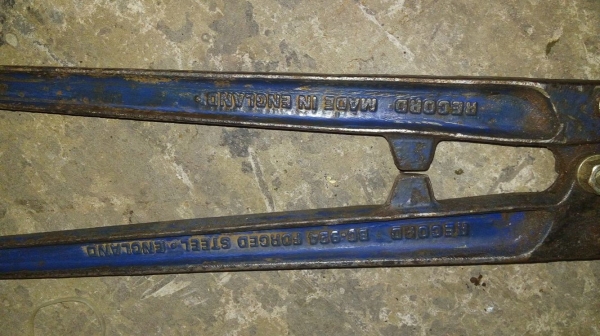 RECORD MADE IN ENGLAND
RECORD FORGED STEEL ENGLAND